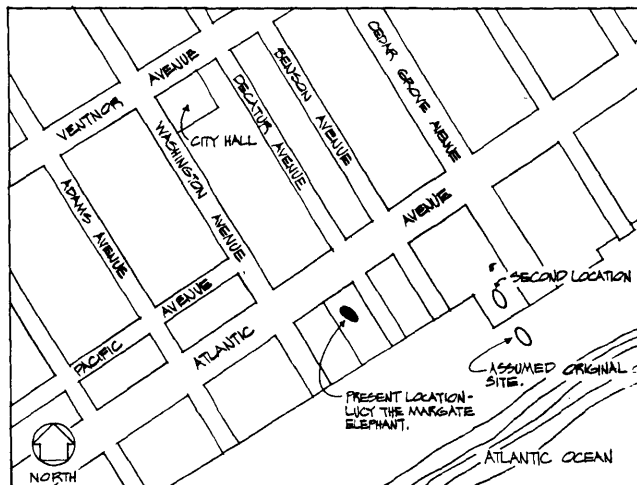 VENTNOR AVENUE
CITY HALL
WASHINGTON AVENUE
DECATUR AVENUE
BENSON AVENUE
CEDAR GROVE AVENUE
ADAMS AVENUE
PACIFIC AVENUE
ATLANTIC AVENUE
SECOND LOCATION
ASSUMED ORIGINAL
SITE.
PRESENT LOCATION-
LUCY THE MARGATE
ELEPHANT.
ATLANTIC OCEAN
NORTH